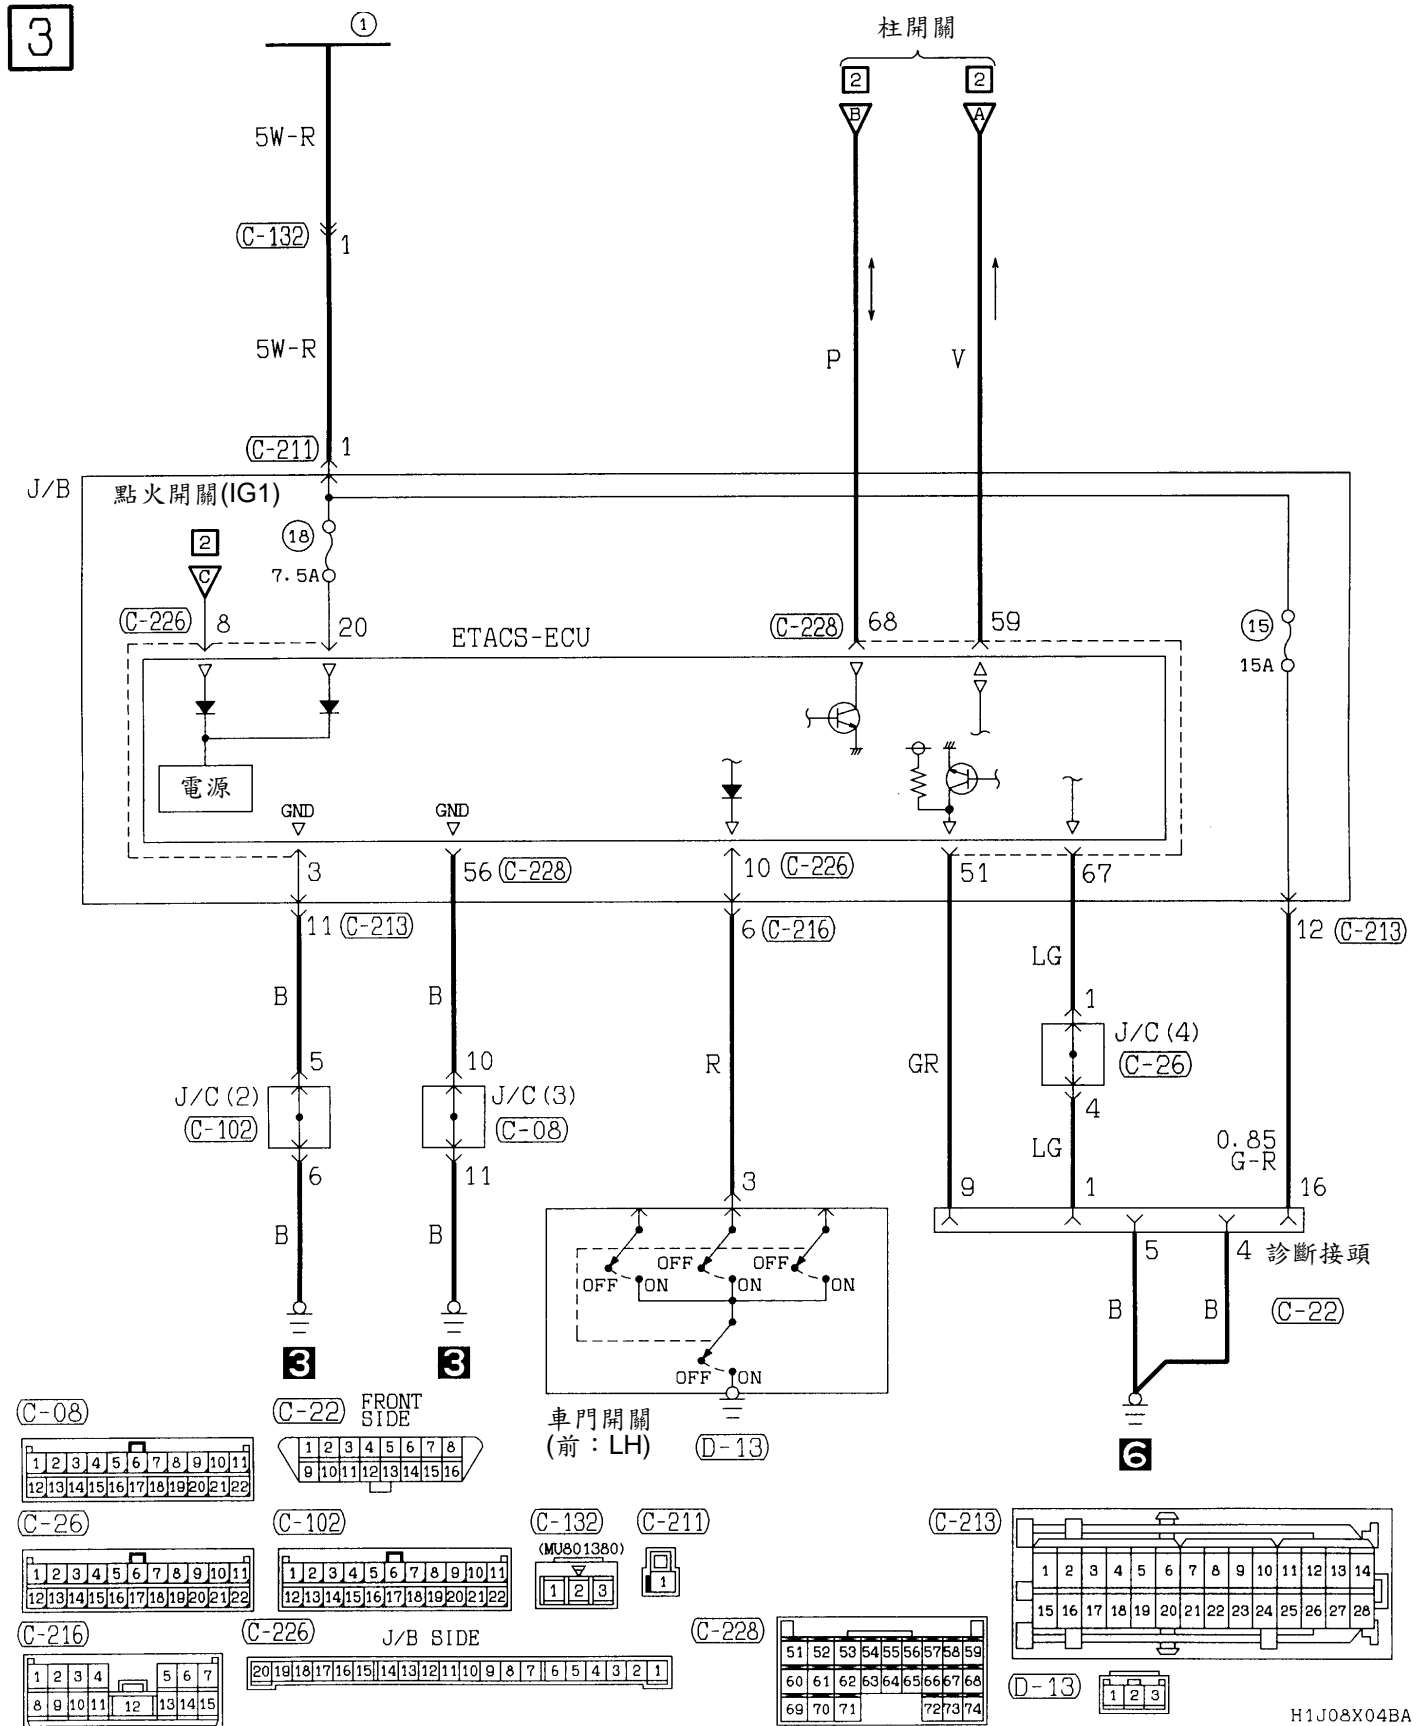 3
①
柱開關
2
2
B
A
5W-R
C-132
1
5W-R
P
V
C-211
1
J/B
點火開關(IG1)
2
18
C
7.5A
C-226
8
20
ETACS-ECU
C-228
68
59
15
15A
電源
GND
GND
3
56
C-228
10
C-226
51
67
11
C-213
6
C-216
12
C-213
LG
B
B
1
J/C(4)
R
GR
C-26
5
10
J/C(2)
J/C(3)
4
C-102
C-08
LG
0.85
G-R
6
11
3
9
1
16
B
B
OFF
ON
OFF
ON
OFF
ON
5
4
診斷接頭
B
B
C-22
3
3
OFF
ON
車門開關
(前：LH)
D-13
6
C-08
1 2 3 4 5 6 7 8 9 10 11
12 13 14 15 16 17 18 19 20 21 22
C-22
FRONT
SIDE
1 2 3 4 5 6 7 8
9 10 11 12 13 14 15 16
C-26
1 2 3 4 5 6 7 8 9 10 11
12 13 14 15 16 17 18 19 20 21 22
C-102
1 2 3 4 5 6 7 8 9 10 11
12 13 14 15 16 17 18 19 20 21 22
C-132
(MU801380)
1 2 3
C-211
1
C-213
1 2 3 4 5 6 7 8 9 10 11 12 13 14
15 16 17 18 19 20 21 22 23 24 25 26 27 28
C-216
1 2 3 4 5 6 7
8 9 10 11 12 13 14 15
C-226
J/B SIDE
20 19 18 17 16 15 14 13 12 11 10 9 8 7 6 5 4 3 2 1
C-228
51 52 53 54 55 56 57 58 59
60 61 62 63 64 65 66 67 68
69 70 71 72 73 74
D-13
1 2 3
H1J08X04BA